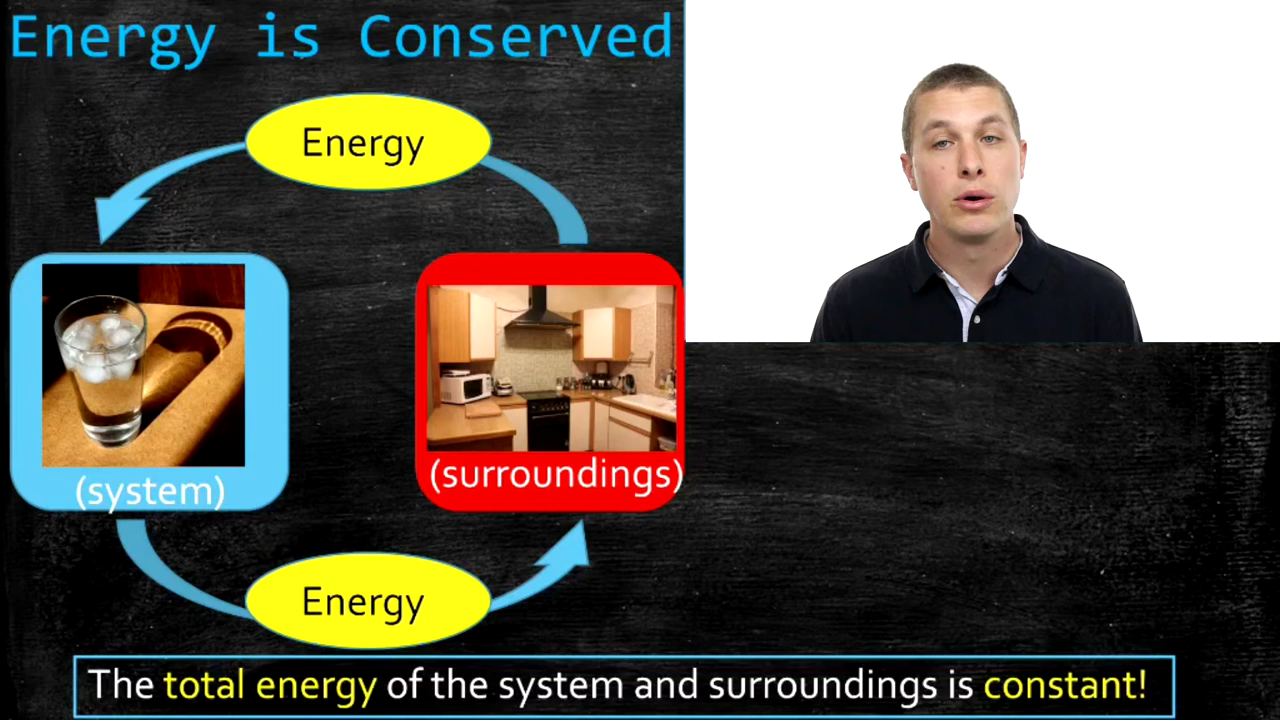 Energy is Conserved
Energy
(system)
(surroundings)
Energy
The total energy of the system and surroundings is constant!